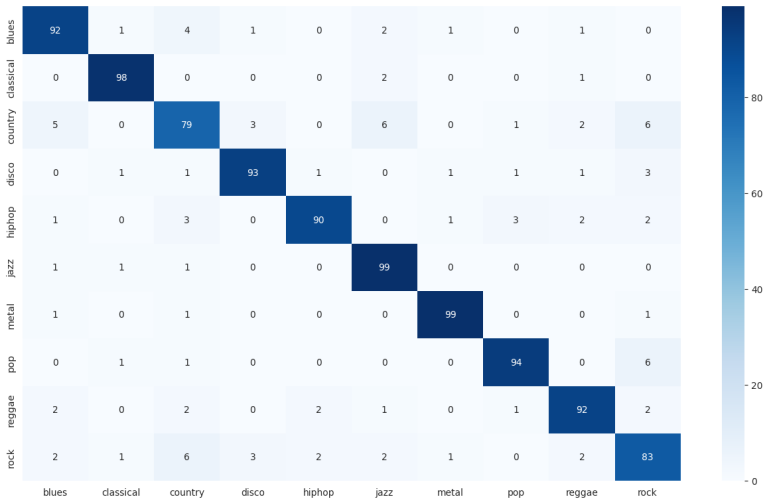 blues 92 1 4 1 0 2 1 0 1 0
classical 0 98 0 0 0 2 0 0 1 0
country 5 0 79 3 0 6 0 1 2 6
disco 0 1 1 93 1 0 1 1 1 3
hiphop 1 0 3 0 90 0 1 3 2 2
jazz 1 1 1 0 0 99 0 0 0 0
metal 1 0 1 0 0 0 99 0 0 1
pop 0 1 1 0 0 0 0 94 0 6
reggae 2 0 2 0 2 1 0 1 92 2
rock 2 1 6 3 2 2 1 0 2 83
blues classical country disco hiphop jazz metal pop reggae rock
80
60
40
20
0